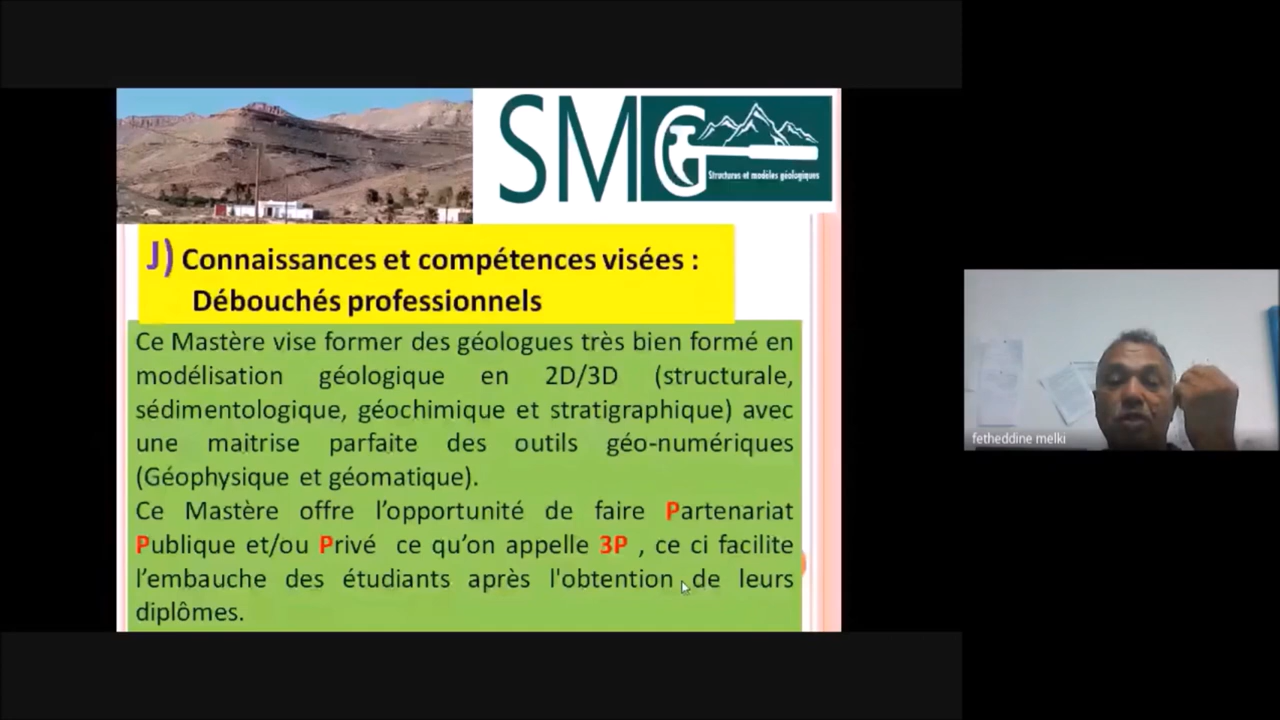 SMG
Structures et modèles géologiques
J) Connaissances et compétences visées :
Débouchés professionnels
Ce Mastère vise former des géologues très bien formé en
modélisation géologique en 2D/3D (structurale,
sédimentologique, géochimique et stratigraphique) avec
une maitrise parfaite des outils géo-numériques
(Géophysique et géomatique).
Ce Mastère offre l’opportunité de faire Partenariat
Publique et/ou Privé ce qu’on appelle 3P , ce ci facilite
l’embauche des étudiants après l'obtention de leurs
diplômes.
fetheddine melki